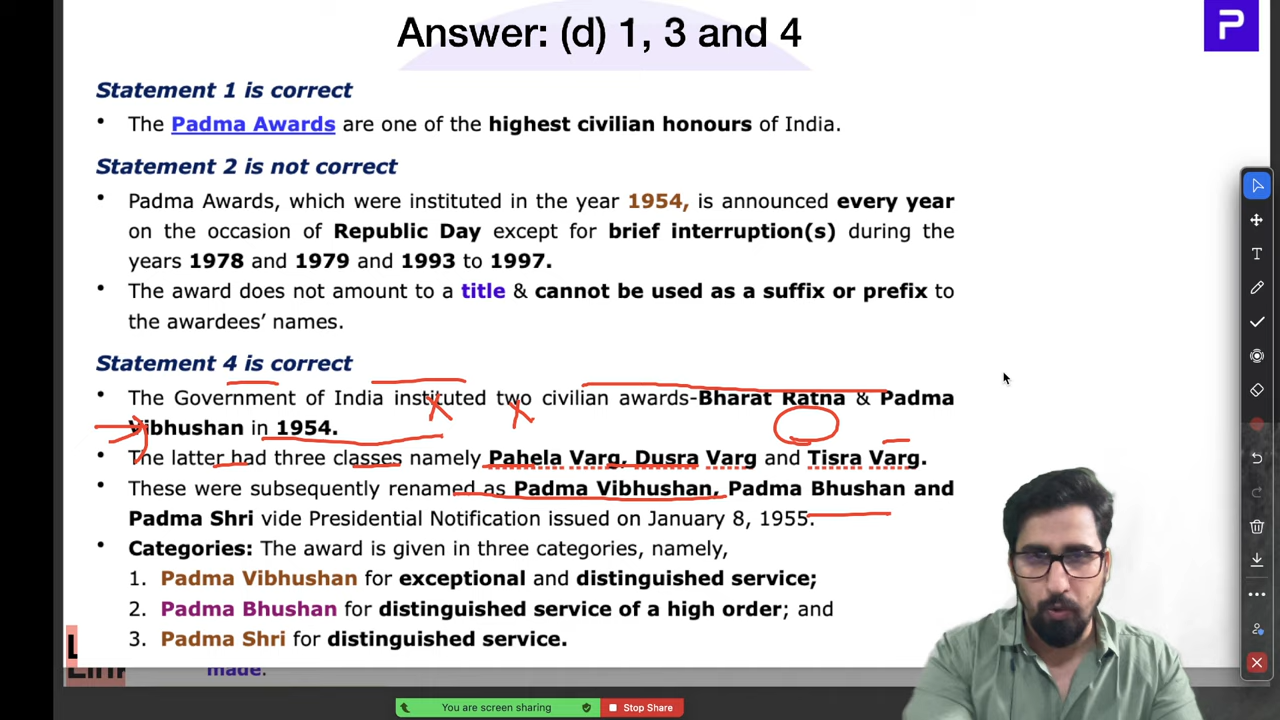 Answer: (d) 1, 3 and 4
P
Statement 1 is correct
• The Padma Awards are one of the highest civilian honours of India.
Statement 2 is not correct
• Padma Awards, which were instituted in the year 1954, is announced every year
on the occasion of Republic Day except for brief interruption(s) during the
years 1978 and 1979 and 1993 to 1997.
• The award does not amount to a title & cannot be used as a suffix or prefix to
the awardees’ names.
Statement 4 is correct
• The Government of India instituted two civilian awards-Bharat Ratna & Padma
Vibhushan in 1954.
• The latter had three classes namely Pahela Varg, Dusra Varg and Tisra Varg.
• These were subsequently renamed as Padma Vibhushan, Padma Bhushan and
Padma Shri vide Presidential Notification issued on January 8, 1955.
• Categories: The award is given in three categories, namely,
1. Padma Vibhushan for exceptional and distinguished service;
2. Padma Bhushan for distinguished service of a high order; and
3. Padma Shri for distinguished service.
made.
You are screen sharing
Stop Share